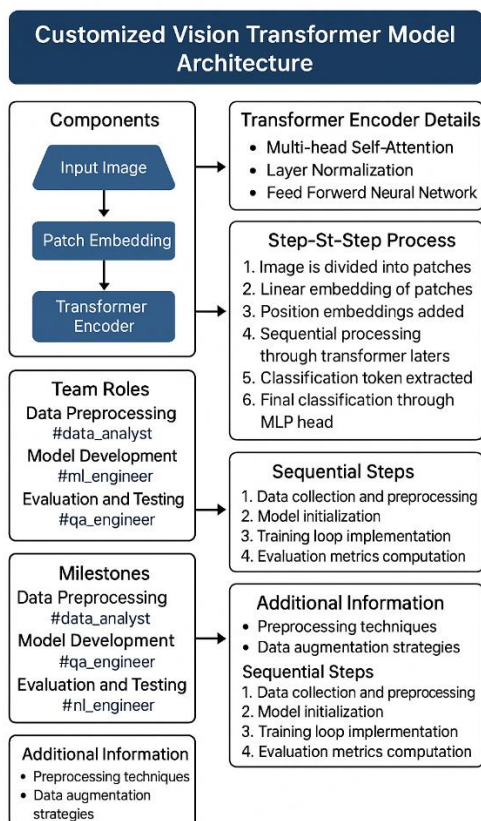 Customized Vision Transformer Model
Architecture
Components
Input Image
Patch Embedding
Transformer
Encoder
Transformer Encoder Details
• Multi-head Self-Attention
• Layer Normalization
• Feed Forwerd Neural Network
Step-St-Step Process
1. Image is divided into patches
2. Linear embedding of patches
3. Position embeddings added
4. Sequential processing
through transformer laters
5. Classification token extracted
6. Final classification through
MLP head
Team Roles
Data Preprocessing
#data_analyst
Model Development
#ml_engineer
Evaluation and Testing
#qa_engineer
Sequential Steps
1. Data collection and preprocessing
2. Model initialization
3. Training loop implementation
4. Evaluation metrics computation
Milestones
Data Preprocessing
#data_analyst
Model Development
#qa_engineer
Evaluation and Testing
#nl_engineer
Additional Information
• Preprocessing techniques
• Data augmentation strategies
Sequential Steps
1. Data collection and preprocessing
2. Model initialization
3. Training loop implermentation
4. Evaluation metrics computation
Additional Information
• Preprocessing techniques
• Data augmentation
strategies